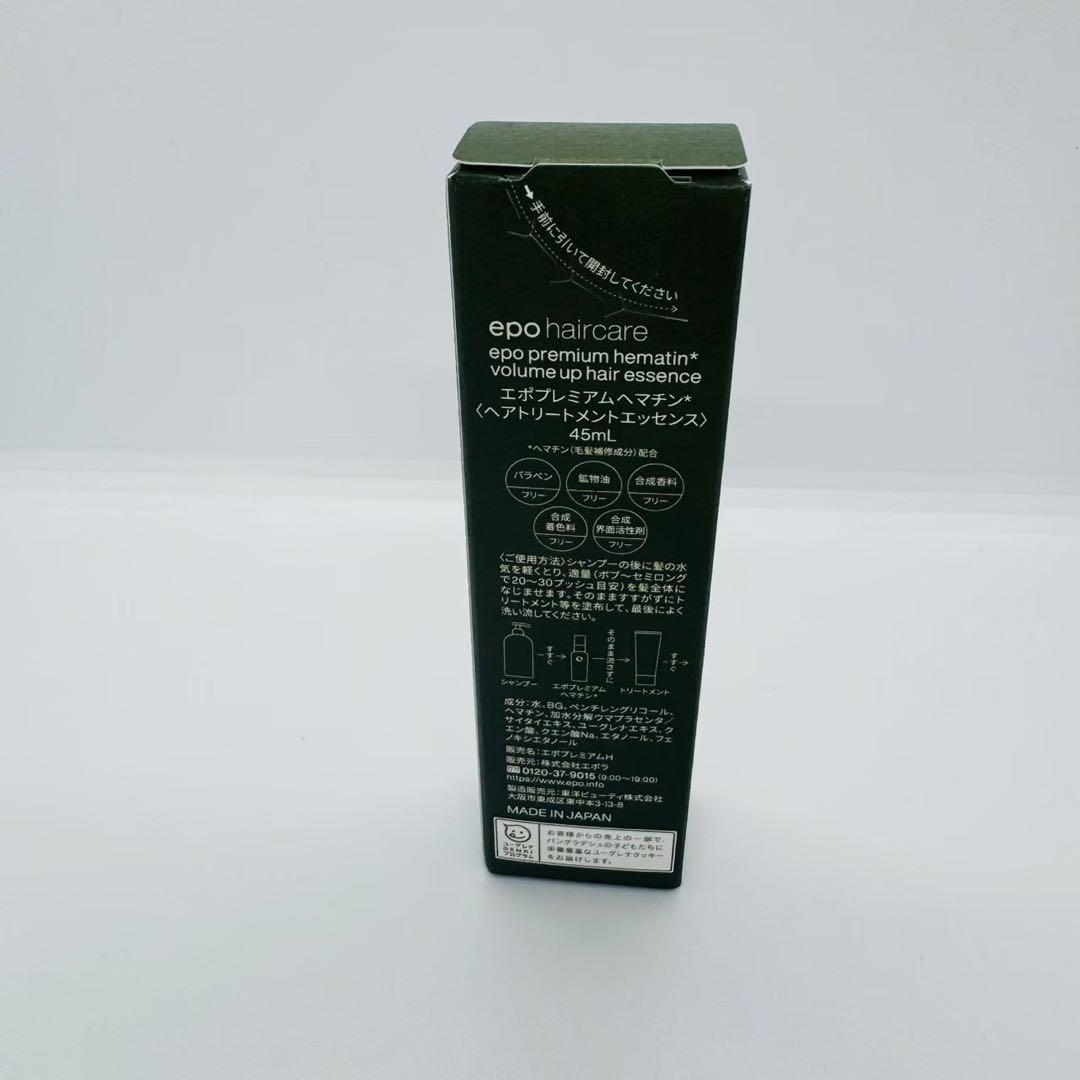 手前に引いて開封してください
epo haircare
epo premium hematin*
volume up hair essence
エポプレミアムヘマチン*
〈ヘアトリートメントエッセンス〉
45mL
*ヘマチン(毛髪補修成分)配合
パラベン
フリー
鉱物油
フリー
合成香料
フリー
合成
着色料
フリー
合成
界面活性剤
フリー
〈ご使用方法〉シャンプーの後に髪の水
気を軽くとり、適量(ボブ〜セミロング
で20〜30プッシュ目安)を髪全体に
なじませます。そのまますすがずにト
リートメント等を塗布して、最後によく
洗い流してください。
シャンプー
すすぐ
エポプレミアム
ヘマチン*
そのまま流さずに
トリートメント
すすぐ
成分:水、BG、ペンチレングリコール、
ヘマチン、加水分解ウマプラセンタ/
サイタイエキス、ユーグレナエキス、ク
エン酸、クエン酸Na、エタノール、フェ
ノキシエタノール
販売名:エポプレミアムH
販売元:株式会社エポラ
0120-37-9015 (9:00〜19:00)
https://www.epo.info
製造販売元:東洋ビューティ株式会社
大阪市東成区東中本3-13-8
MADE IN JAPAN
ユーグレナ
GENKI
プログラム
お客様からの売上の一部で、
バングラデシュの子どもたちに
栄養豊富なユーグレナクッキー
をお届けします。